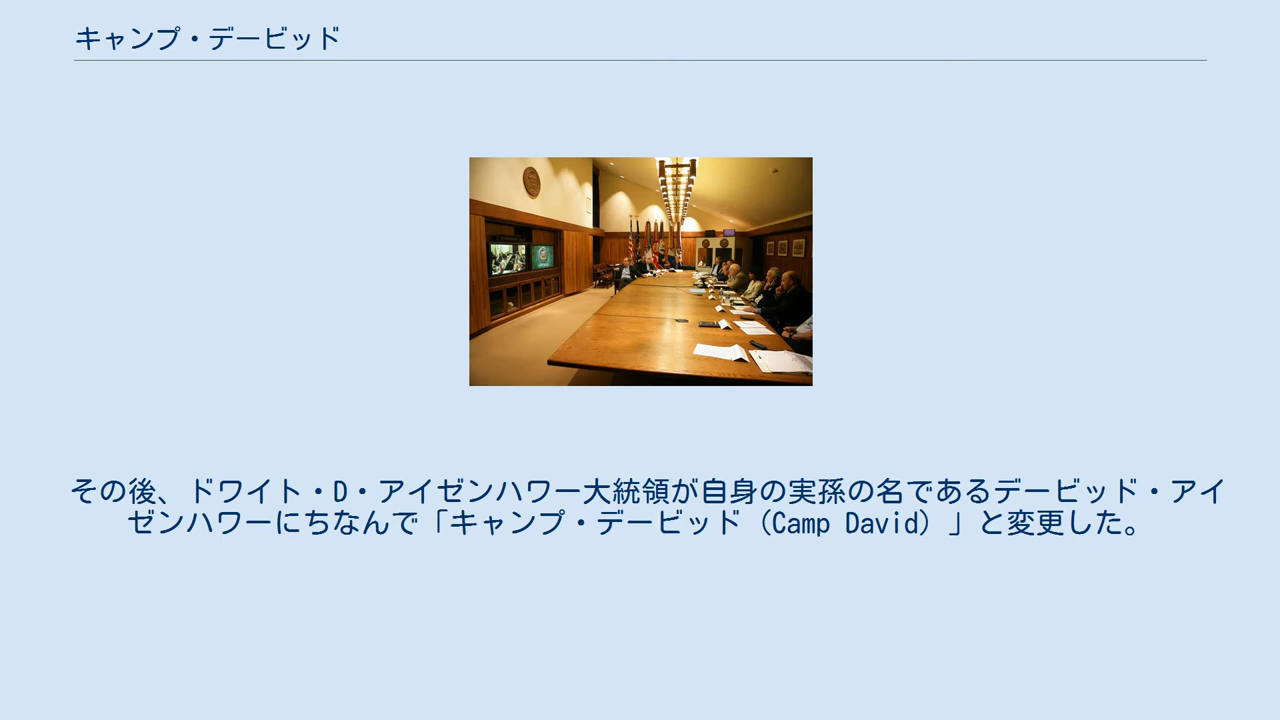 キャンプ・デービッド
その後、ドワイト・D・アイゼンハワー大統領が自身の実孫の名であるデービッド・アイ
ゼンハワーにちなんで「キャンプ・デービッド（Camp David）」と変更した。